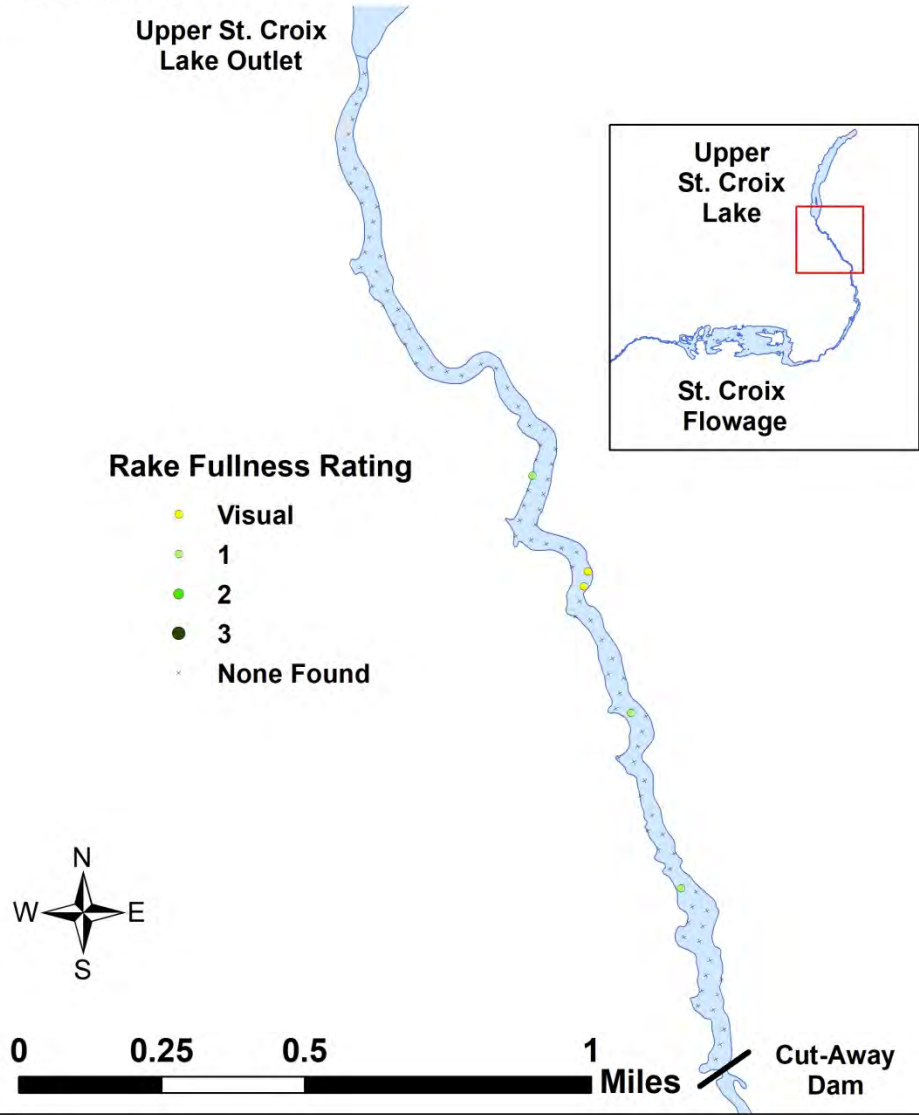 Upper St. Croix
Lake Outlet
Upper
St. Croix
Lake
St. Croix
Flowage
Rake Fullness Rating
Visual
1
2
3
None Found
N
W E
S
0 0.25 0.5 1
Miles
Cut-Away
Dam